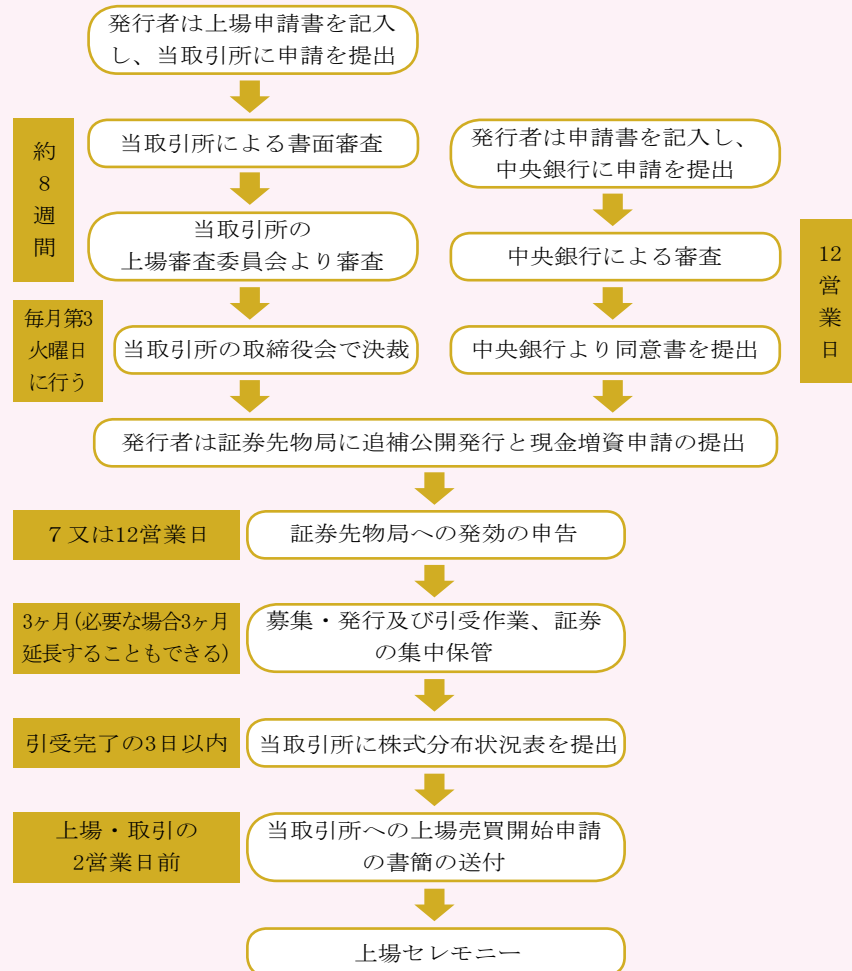 発行者は上場申請書を記入
し、当取引所に申請を提出
約
8
週
間
当取引所による書面審査
当取引所の
上場審査委員会より審査
毎月第3
火曜日
に行う
当取引所の取締役会で決裁
発行者は申請書を記入し、
中央銀行に申請を提出
中央銀行による審査
中央銀行より同意書を提出
12
営
業
日
発行者は証券先物局に追補公開発行と現金増資申請の提出
7又は12営業日
証券先物局への発効の申告
3ヶ月(必要な場合3ヶ月
延長することもできる)
募集・発行及び引受作業、証券
の集中保管
引受完了の3日以内
当取引所に株式分布状況表を提出
上場・取引の
2営業日前
当取引所への上場売買開始申請
の書簡の送付
上場セレモニー